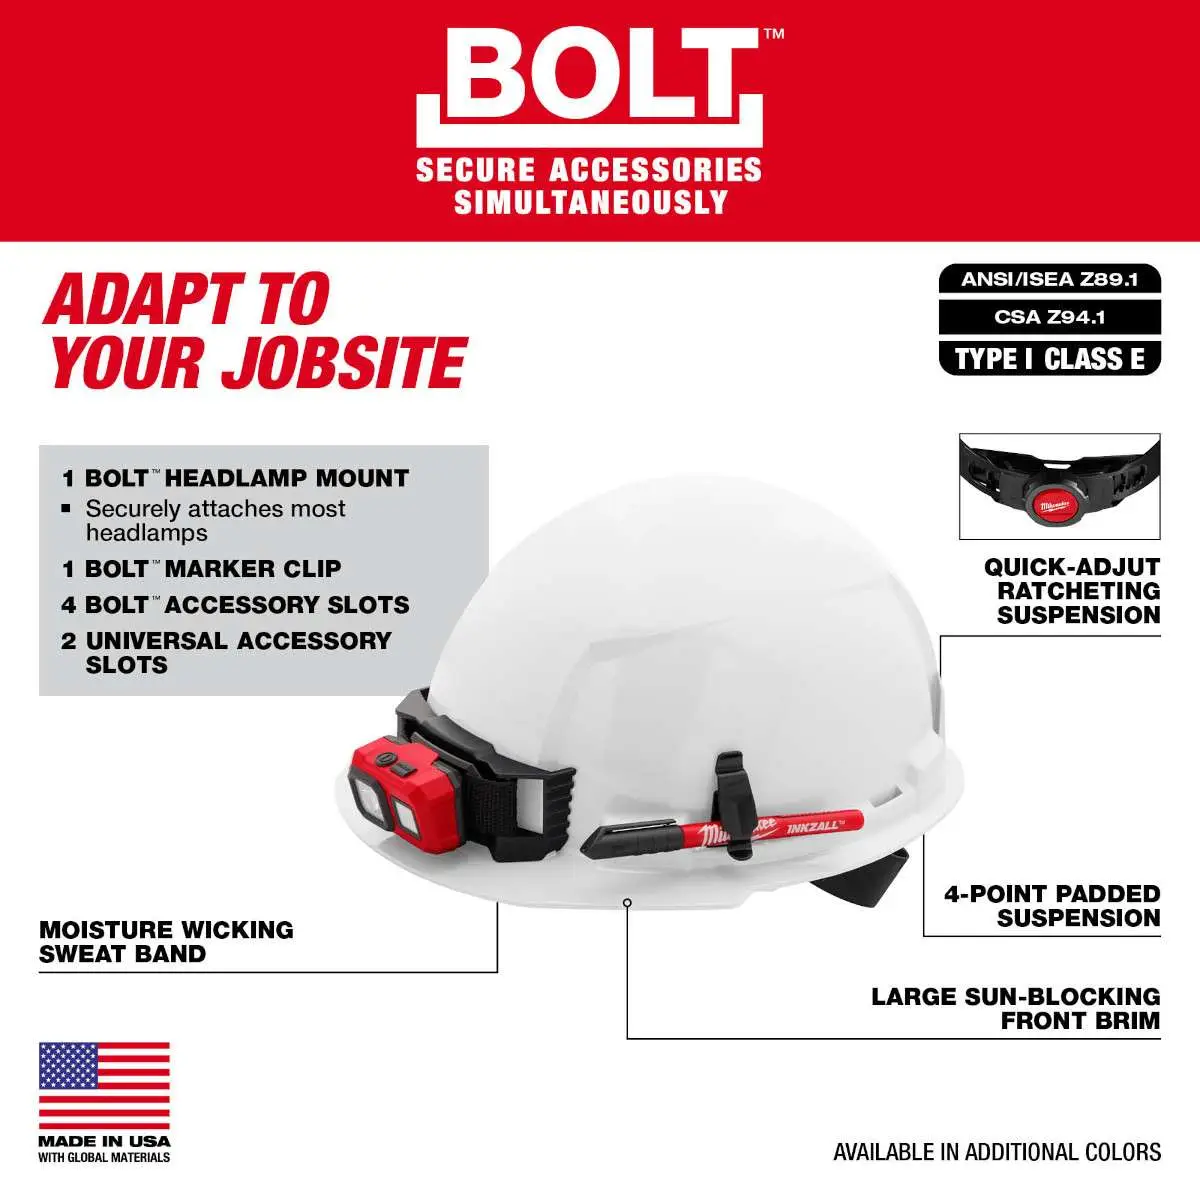 BOLT™
SECURE ACCESSORIES
SIMULTANEOUSLY
ADAPT TO
YOUR JOBSITE
ANSI/ISEA Z89.1
CSA Z94.1
TYPE I CLASS E
1 BOLT™ HEADLAMP MOUNT
▪ Securely attaches most
headlamps
1 BOLT™ MARKER CLIP
4 BOLT™ ACCESSORY SLOTS
2 UNIVERSAL ACCESSORY
SLOTS
Milwaukee
QUICK-ADJUT
RATCHETING
SUSPENSION
Milwaukee INKZALL™
4-POINT PADDED
SUSPENSION
MOISTURE WICKING
SWEAT BAND
LARGE SUN-BLOCKING
FRONT BRIM
MADE IN USA
WITH GLOBAL MATERIALS
AVAILABLE IN ADDITIONAL COLORS